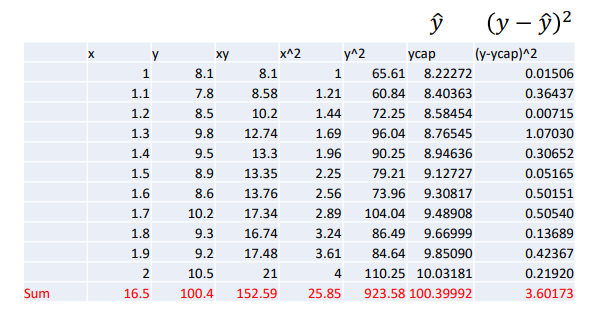 ŷ (y − ŷ)²
x y xy x^2 y^2 ycap (y-ycap)^2
1 8.1 8.1 1 65.61 8.22272 0.01506
1.1 7.8 8.58 1.21 60.84 8.40363 0.36437
1.2 8.5 10.2 1.44 72.25 8.58454 0.00715
1.3 9.8 12.74 1.69 96.04 8.76545 1.07030
1.4 9.5 13.3 1.96 90.25 8.94636 0.30652
1.5 8.9 13.35 2.25 79.21 9.12727 0.05165
1.6 8.6 13.76 2.56 73.96 9.30817 0.50151
1.7 10.2 17.34 2.89 104.04 9.48908 0.50540
1.8 9.3 16.74 3.24 86.49 9.66999 0.13689
1.9 9.2 17.48 3.61 84.64 9.85090 0.42367
2 10.5 21 4 110.25 10.03181 0.21920
Sum 16.5 100.4 152.59 25.85 923.58 100.39992 3.60173